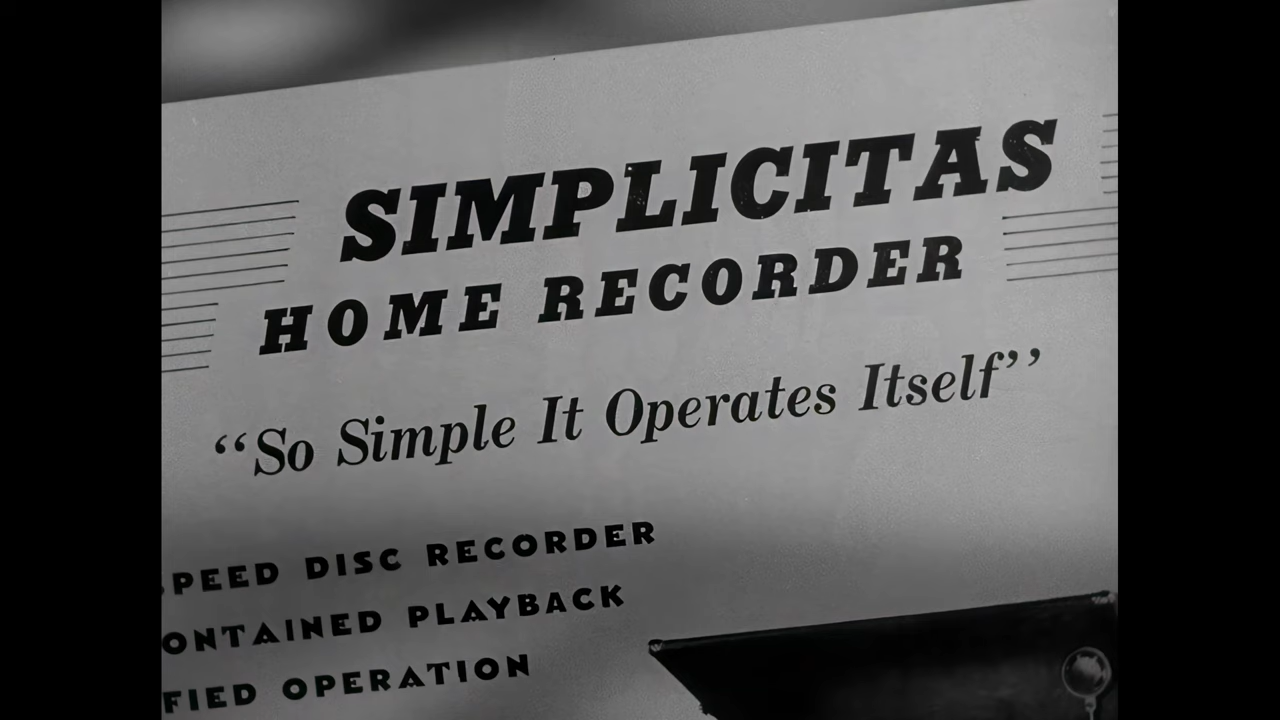 SIMPLICITAS
HOME RECORDER
“So Simple It Operates Itself”
PEED DISC RECORDER
ONTAINED PLAYBACK
FIED OPERATION